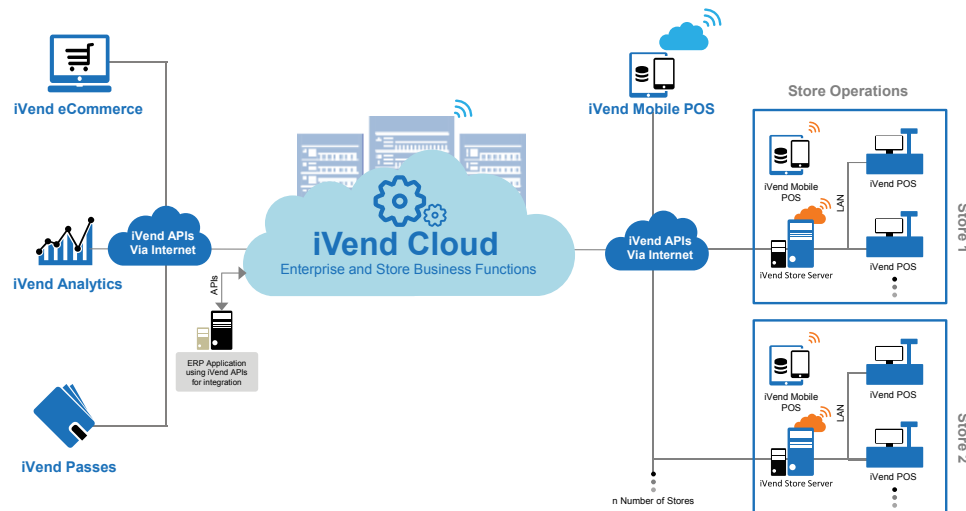 iVend eCommerce
iVend Analytics
iVend Passes
iVend APIs
Via Internet
iVend Cloud
Enterprise and Store Business Functions
APIs
ERP Application
using iVend APIs
for integration
iVend Mobile POS
iVend APIs
Via Internet
n Number of Stores
Store Operations
iVend Mobile
POS
iVend POS
LAN
iVend Store Server
iVend POS
Store 1
iVend Mobile
POS
iVend POS
LAN
iVend Store Server
iVend POS
Store 2